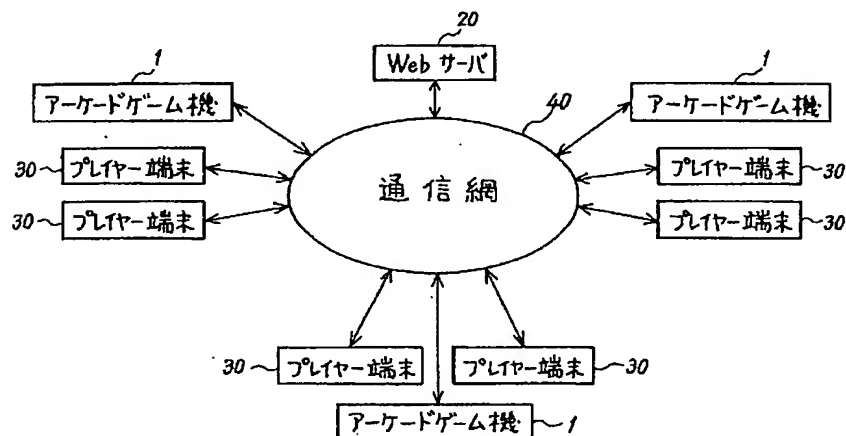 20
Web サーバ
1
アーケードゲーム機
1
アーケードゲーム機
40
通信網
30 プレイヤー端末
30 プレイヤー端末
プレイヤー端末 30
プレイヤー端末 30
30 プレイヤー端末
プレイヤー端末 30
アーケードゲーム機 1